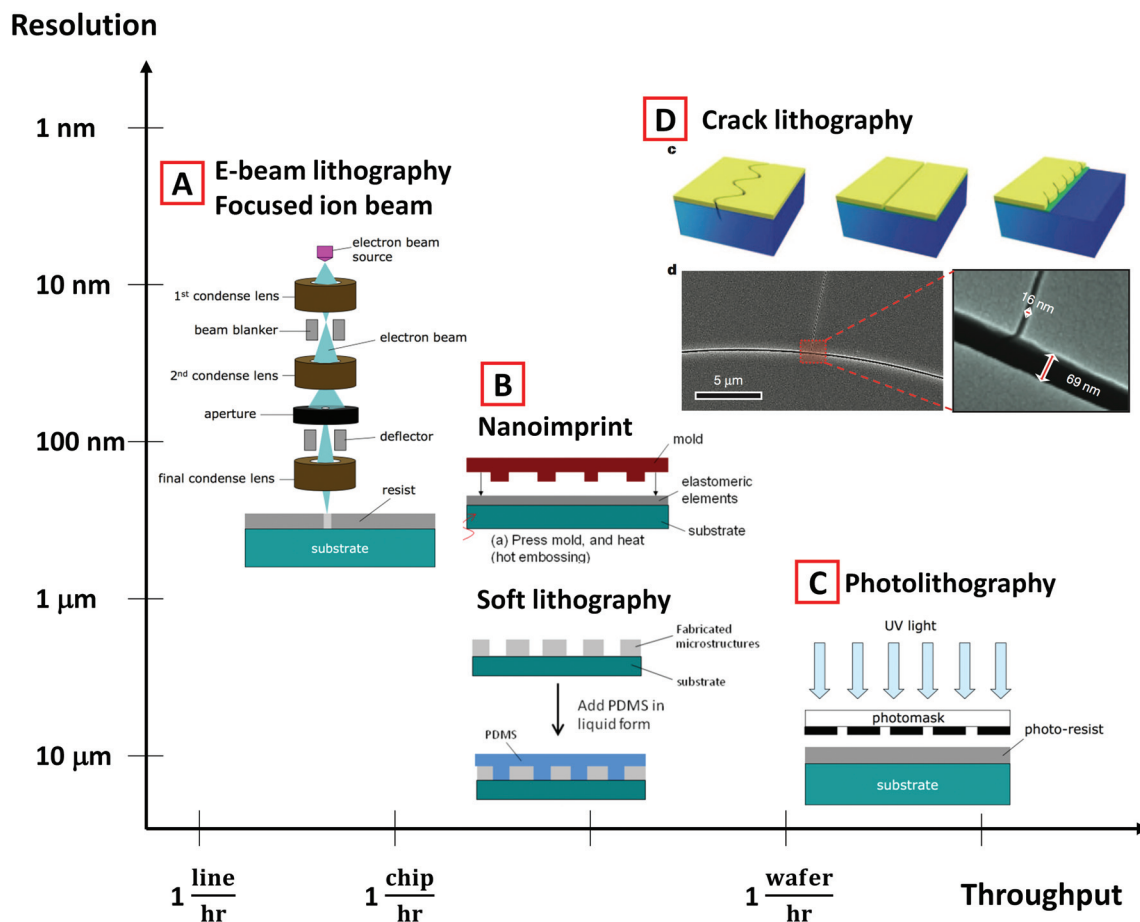 Resolution
1 nm
10 nm
100 nm
1 μm
10 μm
A
E-beam lithography
Focused ion beam
electron beam
source
1st condense lens
beam blanker
electron beam
2nd condense lens
aperture
deflector
final condense lens
resist
substrate
B
Nanoimprint
mold
elastomeric
elements
substrate
(a) Press mold, and heat
(hot embossing)
Soft lithography
Fabricated
microstructures
substrate
Add PDMS in
liquid form
PDMS
D
Crack lithography
c
d
5 μm
16 nm
69 nm
C
Photolithography
UV light
photomask
photo-resist
substrate
1 line/hr
1 chip/hr
1 wafer/hr
Throughput